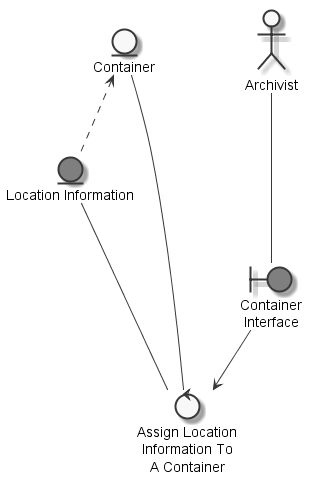 Container
Archivist
Location Information
Container
Interface
Assign Location
Information To
A Container